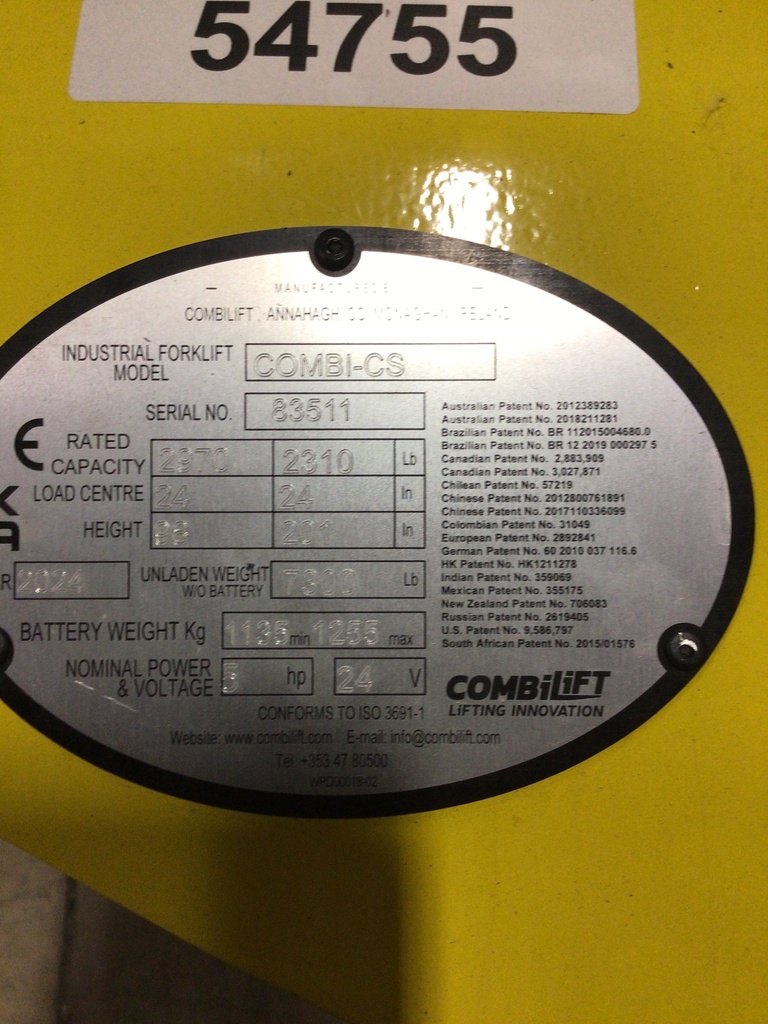 54755
MANUFACTURED B
COMBILIFT, ANNAHAGH CO MONAGHAN IRELAND
INDUSTRIAL FORKLIFT MODEL COMBI-CS
SERIAL NO. 83511
RATED CAPACITY 2970 2310 Lb
LOAD CENTRE 24 24 In
HEIGHT In
R 2024 UNLADEN WEIGHT W/O BATTERY 7300 Lb
BATTERY WEIGHT Kg 1135 min 1255 max
NOMINAL POWER & VOLTAGE 5 hp 24 V
CONFORMS TO ISO 3691-1
Australian Patent No. 2012389283
Australian Patent No. 2018211281
Brazilian Patent No. BR 112015004680.0
Brazilian Patent No. BR 12 2019 000297 5
Canadian Patent No. 2,883,909
Canadian Patent No. 3,027,871
Chilean Patent No. 57219
Chinese Patent No. 2012800761891
Chinese Patent No. 2017110336099
Colombian Patent No. 31049
European Patent No. 2892841
German Patent No. 60 2010 037 116.6
HK Patent No. HK1211278
Indian Patent No. 359069
Mexican Patent No. 355175
New Zealand Patent No. 706083
Russian Patent No. 2619405
U.S. Patent No. 9,586,797
South African Patent No. 2015/01576
COMBiLiFT
LiFTING INNOVATION
Website: www.combilift.com E-mail: info@combilift.com
Tel: +353 47 80500
WPD00018-02